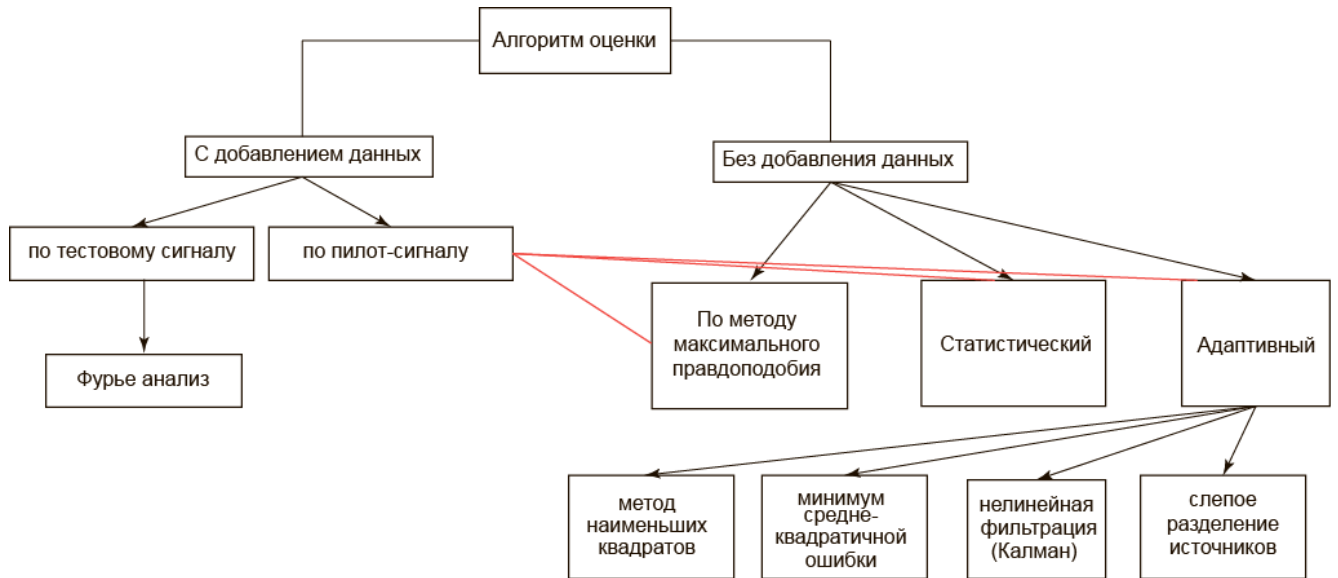 Алгоритм оценки
С добавлением данных
Без добавления данных
по тестовому сигналу
по пилот-сигналу
По методу
максимального
правдоподобия
Статистический
Адаптивный
Фурье анализ
метод
наименьших
квадратов
минимум
средне-
квадратичной
ошибки
нелинейная
фильтрация
(Калман)
слепое
разделение
источников